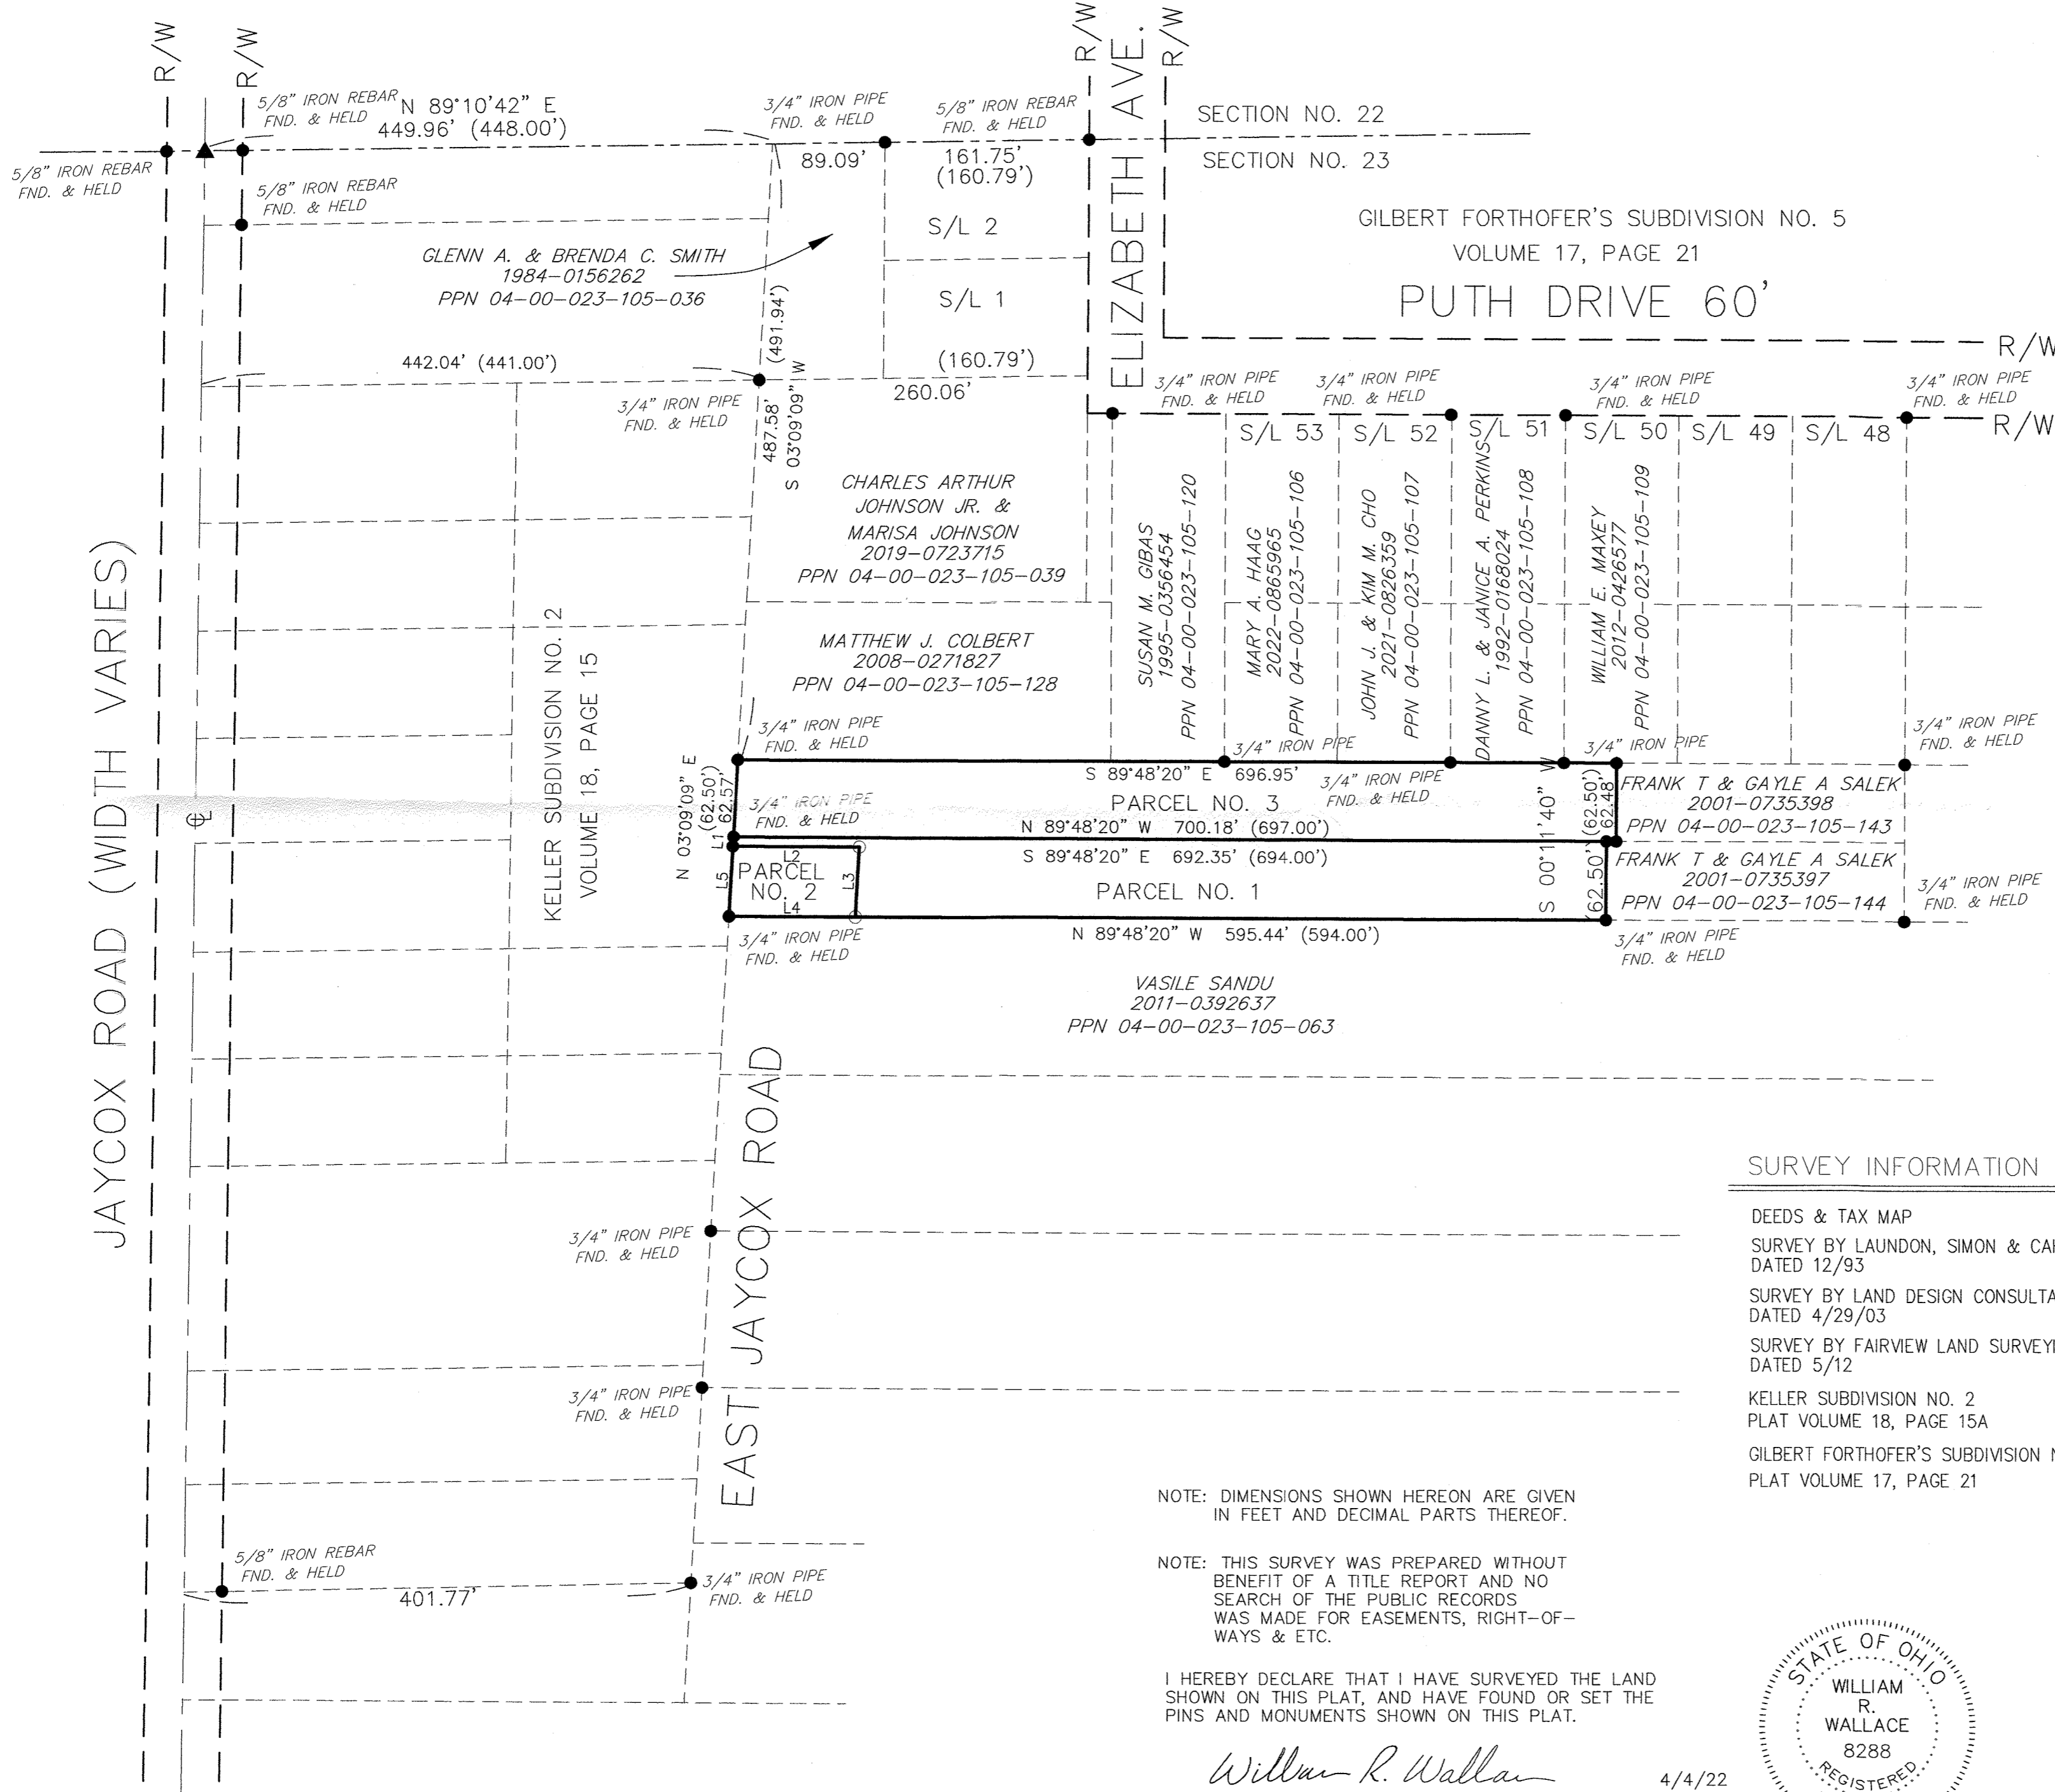 R/W
R/W
R/W
ELIZABETH AVE.
R/W
5/8" IRON REBAR
FND. & HELD
N 89°10'42" E
449.96' (448.00')
3/4" IRON PIPE
FND. & HELD
5/8" IRON REBAR
FND. & HELD
SECTION NO. 22
SECTION NO. 23
5/8" IRON REBAR
FND. & HELD
89.09'
161.75'
(160.79')
5/8" IRON REBAR
FND. & HELD
S/L 2
GILBERT FORTHOFER'S SUBDIVISION NO. 5
VOLUME 17, PAGE 21
PUTH DRIVE 60'
GLENN A. & BRENDA C. SMITH
1984-0156262
PPN 04-00-023-105-036
S/L 1
(491.94')
487.58'
S 03°09'09" W
442.04' (441.00')
(160.79')
260.06'
R/W
R/W
3/4" IRON PIPE
FND. & HELD
3/4" IRON PIPE
FND. & HELD
3/4" IRON PIPE
FND. & HELD
3/4" IRON PIPE
FND. & HELD
3/4" IRON PIPE
FND. & HELD
S/L 53
S/L 52
S/L 51
S/L 50
S/L 49
S/L 48
CHARLES ARTHUR
JOHNSON JR. &
MARISA JOHNSON
2019-0723715
PPN 04-00-023-105-039
SUSAN M. GIBAS
1995-0356454
PPN 04-00-023-105-120
MARY A. HAAG
2022-0865965
PPN 04-00-023-105-106
JOHN J. & KIM M. CHO
2021-0826359
PPN 04-00-023-105-107
DANNY L. & JANICE A. PERKINS
1992-0168024
PPN 04-00-023-105-108
WILLIAM E. MAXEY
2012-0426577
PPN 04-00-023-105-109
MATTHEW J. COLBERT
2008-0271827
PPN 04-00-023-105-128
JAYCOX ROAD (WIDTH VARIES)
KELLER SUBDIVISION NO. 2
VOLUME 18, PAGE 15
3/4" IRON PIPE
FND. & HELD
3/4" IRON PIPE
3/4" IRON PIPE
3/4" IRON PIPE
FND. & HELD
S 89°48'20" E 696.95'
3/4" IRON PIPE
FND. & HELD
PARCEL NO. 3
N 03°09'09" E
(62.50')
62.57'
3/4" IRON PIPE
FND. & HELD
N 89°48'20" W 700.18' (697.00')
S 00°11'40" W
(62.50')
62.48'
FRANK T & GAYLE A SALEK
2001-0735398
PPN 04-00-023-105-143
L1
L2
L3
L4
L5
PARCEL
NO. 2
S 89°48'20" E 692.35' (694.00')
PARCEL NO. 1
(62.50')
FRANK T & GAYLE A SALEK
2001-0735397
PPN 04-00-023-105-144
3/4" IRON PIPE
FND. & HELD
3/4" IRON PIPE
FND. & HELD
N 89°48'20" W 595.44' (594.00')
3/4" IRON PIPE
FND. & HELD
VASILE SANDU
2011-0392637
PPN 04-00-023-105-063
EAST JAYCOX ROAD
3/4" IRON PIPE
FND. & HELD
3/4" IRON PIPE
FND. & HELD
5/8" IRON REBAR
FND. & HELD
401.77'
3/4" IRON PIPE
FND. & HELD
SURVEY INFORMATION
DEEDS & TAX MAP
SURVEY BY LAUNDON, SIMON &
DATED 12/93
SURVEY BY LAND DESIGN CONSULTA
DATED 4/29/03
SURVEY BY FAIRVIEW LAND SURVEYI
DATED 5/12
KELLER SUBDIVISION NO. 2
PLAT VOLUME 18, PAGE 15A
GILBERT FORTHOFER'S SUBDIVISION
PLAT VOLUME 17, PAGE 21
NOTE: DIMENSIONS SHOWN HEREON ARE GIVEN
IN FEET AND DECIMAL PARTS THEREOF.
NOTE: THIS SURVEY WAS PREPARED WITHOUT
BENEFIT OF A TITLE REPORT AND NO
SEARCH OF THE PUBLIC RECORDS
WAS MADE FOR EASEMENTS, RIGHT-OF-
WAYS & ETC.
I HEREBY DECLARE THAT I HAVE SURVEYED THE LAND
SHOWN ON THIS PLAT, AND HAVE FOUND OR SET THE
PINS AND MONUMENTS SHOWN ON THIS PLAT.
William R. Wallace
4/4/22
STATE OF OHIO
WILLIAM
R.
WALLACE
8288
REGISTERED